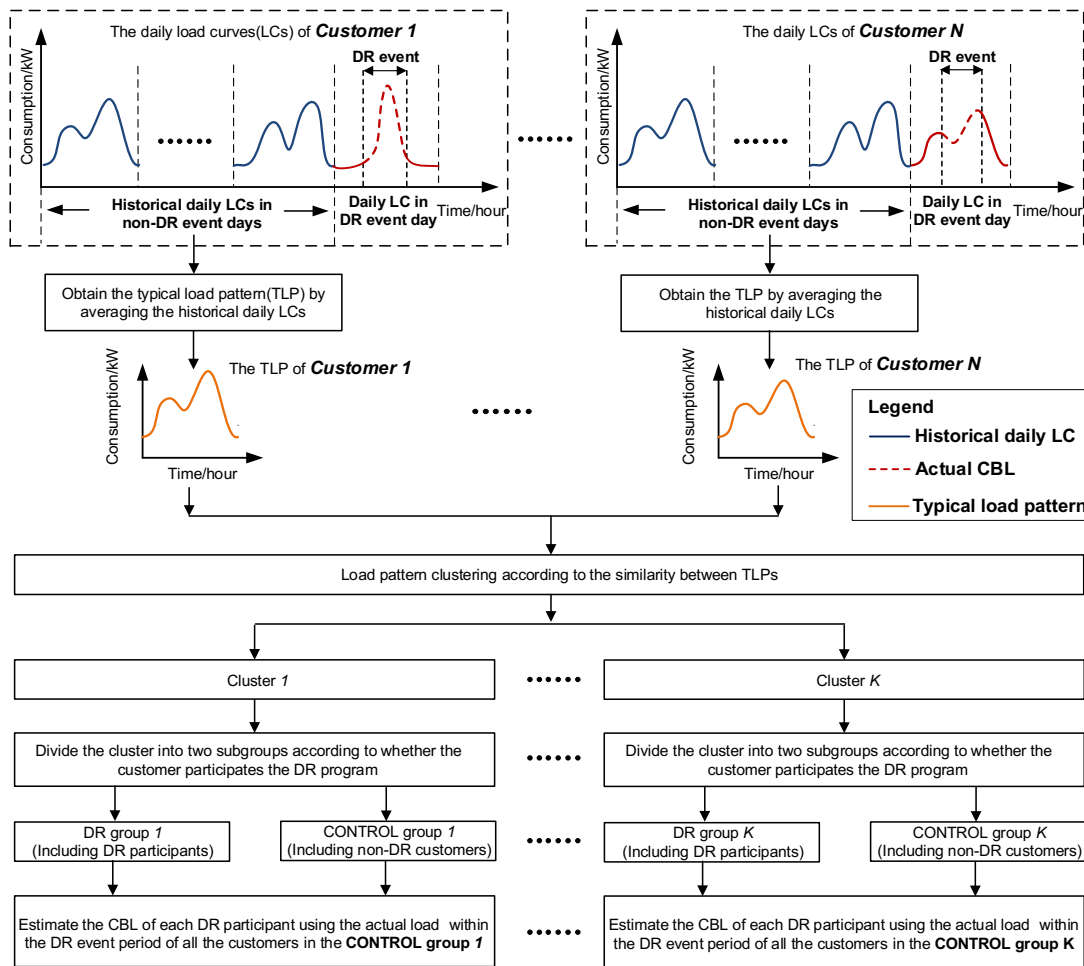 The daily load curves(LCs) of Customer 1
Consumption/kW
DR event
Historical daily LCs in
non-DR event days
Daily LC in
DR event day
Time/hour
The daily LCs of Customer N
Consumption/kW
DR event
Historical daily LCs in
non-DR event days
Daily LC in
DR event day
Time/hour
Obtain the typical load pattern(TLP) by
averaging the historical daily LCs
Obtain the TLP by averaging the
historical daily LCs
The TLP of Customer 1
Consumption/kW
Time/hour
The TLP of Customer N
Consumption/kW
Time/hour
Legend
Historical daily LC
Actual CBL
Typical load pattern
Load pattern clustering according to the similarity between TLPs
Cluster 1
Cluster K
Divide the cluster into two subgroups according to whether the
customer participates the DR program
Divide the cluster into two subgroups according to whether the
customer participates the DR program
DR group 1
(Including DR participants)
CONTROL group 1
(Including non-DR customers)
DR group K
(Including DR participants)
CONTROL group K
(Including non-DR customers)
Estimate the CBL of each DR participant using the actual load within
the DR event period of all the customers in the CONTROL group 1
Estimate the CBL of each DR participant using the actual load within
the DR event period of all the customers in the CONTROL group K